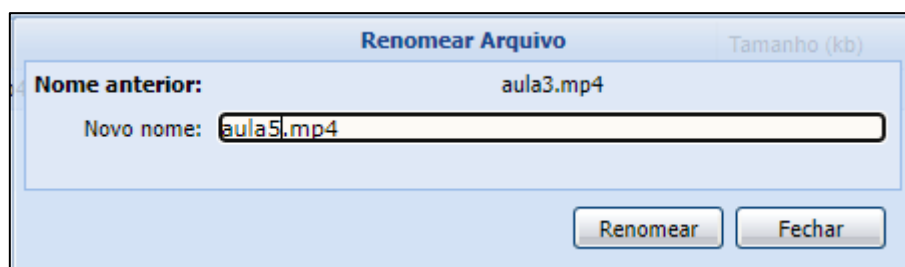 Renomear Arquivo
Tamanho (kb)
Nome anterior: aula3.mp4
Novo nome: aula5.mp4
Renomear Fechar